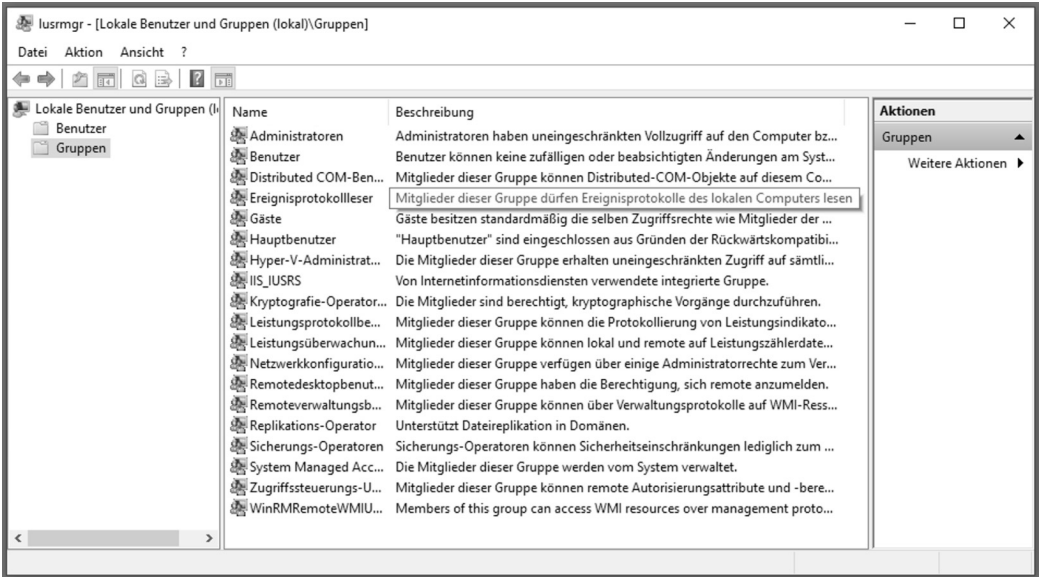 lusrmgr - [Lokale Benutzer und Gruppen (lokal)\Gruppen]
Datei Aktion Ansicht ?
Lokale Benutzer und Gruppen (l
Benutzer
Gruppen
Name Beschreibung
Administratoren Administratoren haben uneingeschränkten Vollzugriff auf den Computer bz...
Benutzer Benutzer können keine zufälligen oder beabsichtigten Änderungen am Syst...
Distributed COM-Ben... Mitglieder dieser Gruppe können Distributed-COM-Objekte auf diesem Co...
Ereignisprotokollleser Mitglieder dieser Gruppe dürfen Ereignisprotokolle des lokalen Computers lesen
Gäste Gäste besitzen standardmäßig die selben Zugriffsrechte wie Mitglieder der ...
Hauptbenutzer "Hauptbenutzer" sind eingeschlossen aus Gründen der Rückwärtskompatibi...
Hyper-V-Administrat... Die Mitglieder dieser Gruppe erhalten uneingeschränkten Zugriff auf sämtli...
IIS_IUSRS Von Internetinformationsdiensten verwendete integrierte Gruppe.
Kryptografie-Operator... Die Mitglieder sind berechtigt, kryptographische Vorgänge durchzuführen.
Leistungsprotokollbe... Mitglieder dieser Gruppe können die Protokollierung von Leistungsindikato...
Leistungsüberwachun... Mitglieder dieser Gruppe können lokal und remote auf Leistungszählerdate...
Netzwerkkonfiguratio... Mitglieder dieser Gruppe verfügen über einige Administratorrechte zum Ver...
Remotedesktopbenut... Mitglieder dieser Gruppe haben die Berechtigung, sich remote anzumelden.
Remoteverwaltungsb... Mitglieder dieser Gruppe können über Verwaltungsprotokolle auf WMI-Ress...
Replikations-Operator Unterstützt Dateireplikation in Domänen.
Sicherungs-Operatoren Sicherungs-Operatoren können Sicherheitseinschränkungen lediglich zum ...
System Managed Acc... Die Mitglieder dieser Gruppe werden vom System verwaltet.
Zugriffssteuerungs-U... Mitglieder dieser Gruppe können remote Autorisierungsattribute und -bere...
WinRMRemoteWMIU... Members of this group can access WMI resources over management proto...
Aktionen
Gruppen
Weitere Aktionen